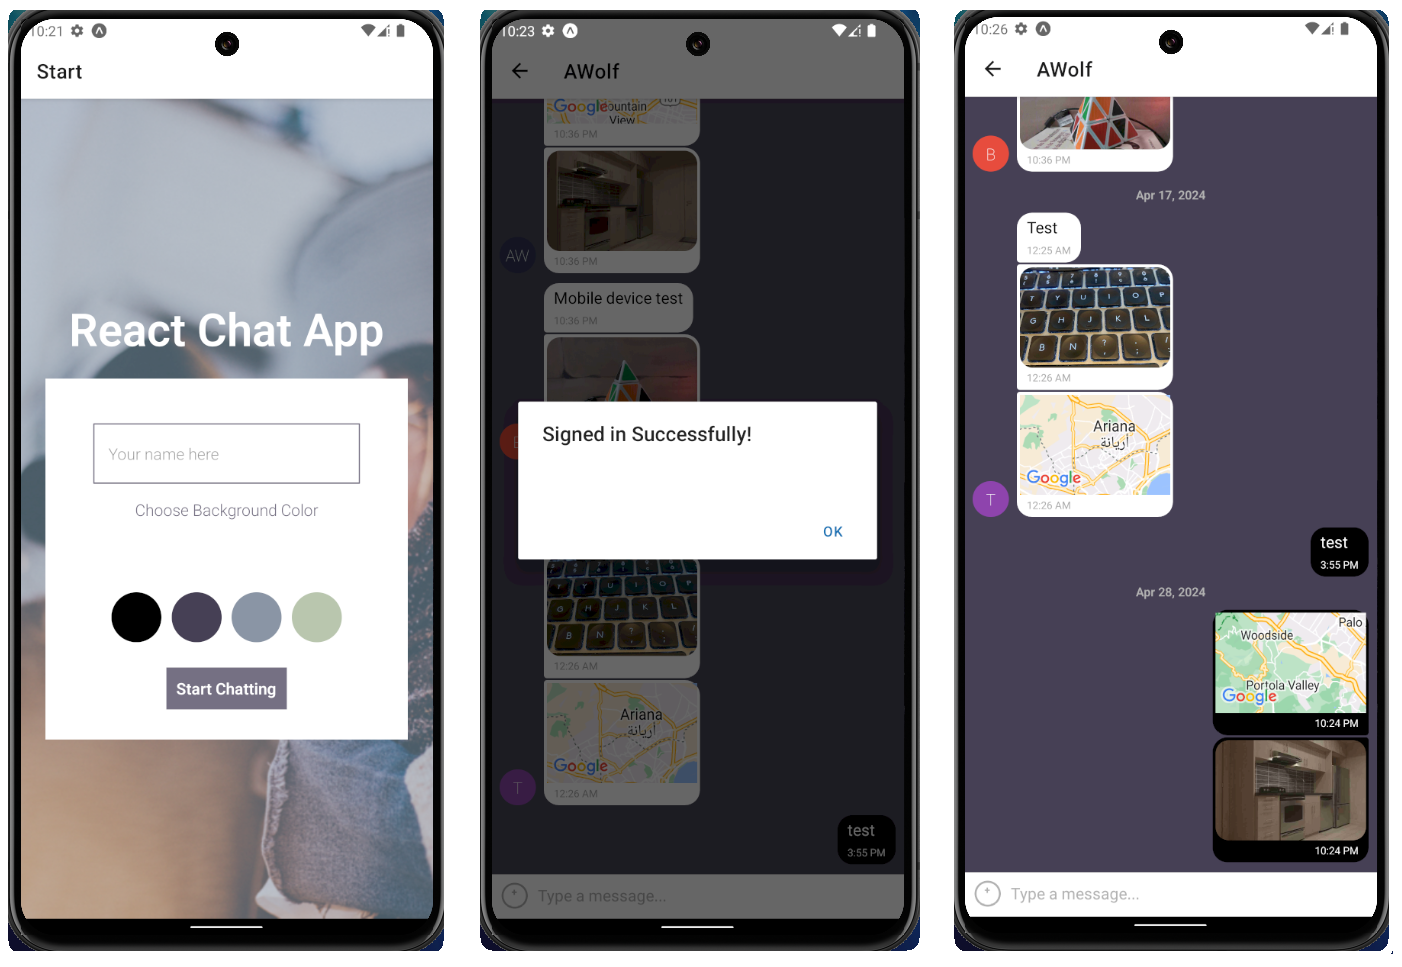 10:21
Start
React Chat App
Your name here
Choose Background Color
Start Chatting
10:23
AWolf
Google
ountain
View
101
10:36 PM
10:36 PM
AW
Mobile device test
10:36 PM
Signed in Successfully!
OK
Y U I O P
G H J K L
B N
12:26 AM
Ariana
أريانة
Google
12:26 AM
T
test
3:55 PM
Type a message...
10:26
AWolf
B
10:36 PM
Apr 17, 2024
Test
12:25 AM
T Y U I O P
G H J K L
B N ? ;
12:26 AM
Ariana
أريانة
Google
12:26 AM
T
test
3:55 PM
Apr 28, 2024
Palo
Woodside
Portola Valley
Google
10:24 PM
10:24 PM
Type a message...